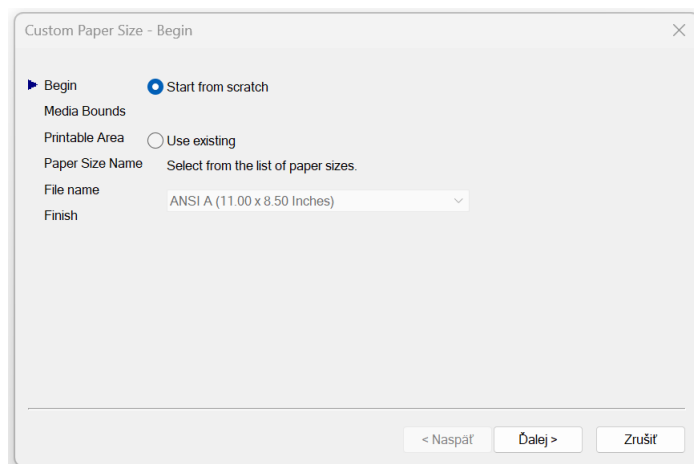 Custom Paper Size - Begin
Begin
Start from scratch
Media Bounds
Printable Area
Use existing
Paper Size Name
Select from the list of paper sizes.
File name
ANSI A (11.00 x 8.50 Inches)
Finish
< Naspäť
Ďalej >
Zrušiť